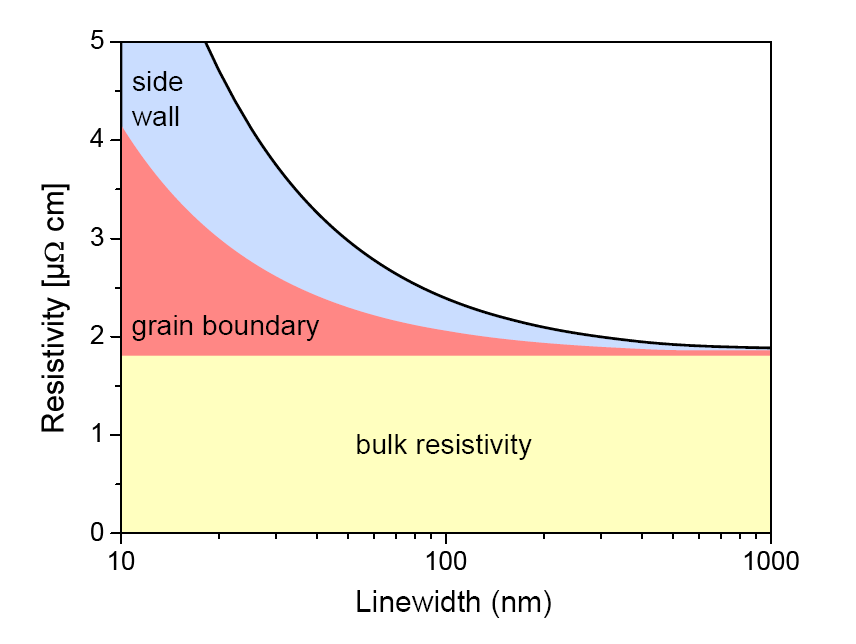 5
side
wall
4
3
grain boundary
2
bulk resistivity
1
0
Resistivity [μΩ cm]
10
100
1000
Linewidth (nm)